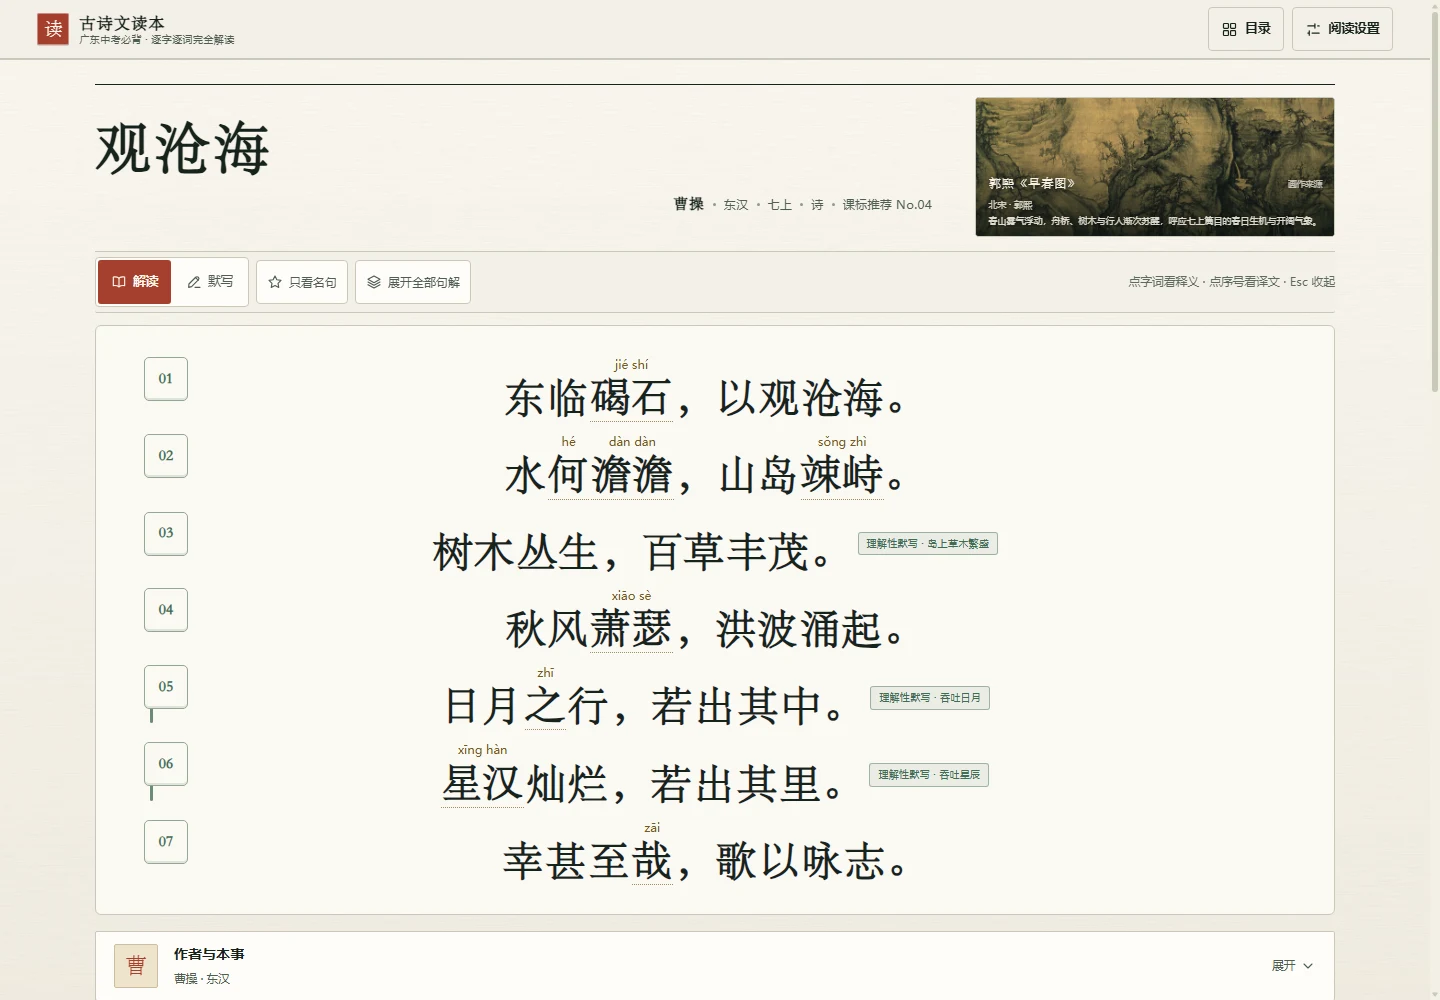 读
古诗文读本
广东中考必背 · 逐字逐词完全解读
目录
阅读设置
观沧海
曹操 · 东汉 · 七上 · 诗 · 课标推荐 No.04
郭熙《早春图》
画作来源
北宋 · 郭熙
春山雾气浮动，舟桥、树木与行人渐次苏醒，呼应七上篇目的春日生机与开阔气象。
解读
默写
只看名句
展开全部句解
点字词看释义 · 点序号看译文 · Esc 收起
jié shí
01 东临碣石，以观沧海。
hé dàn dàn sǒng zhì
02 水何澹澹，山岛竦峙。
03 树木丛生，百草丰茂。 理解性默写 · 岛上草木繁盛
xiāo sè
04 秋风萧瑟，洪波涌起。
zhī
05 日月之行，若出其中。 理解性默写 · 吞吐日月
xīng hàn
06 星汉灿烂，若出其里。 理解性默写 · 吞吐星辰
zāi
07 幸甚至哉，歌以咏志。
曹
作者与本事
曹操 · 东汉
展开